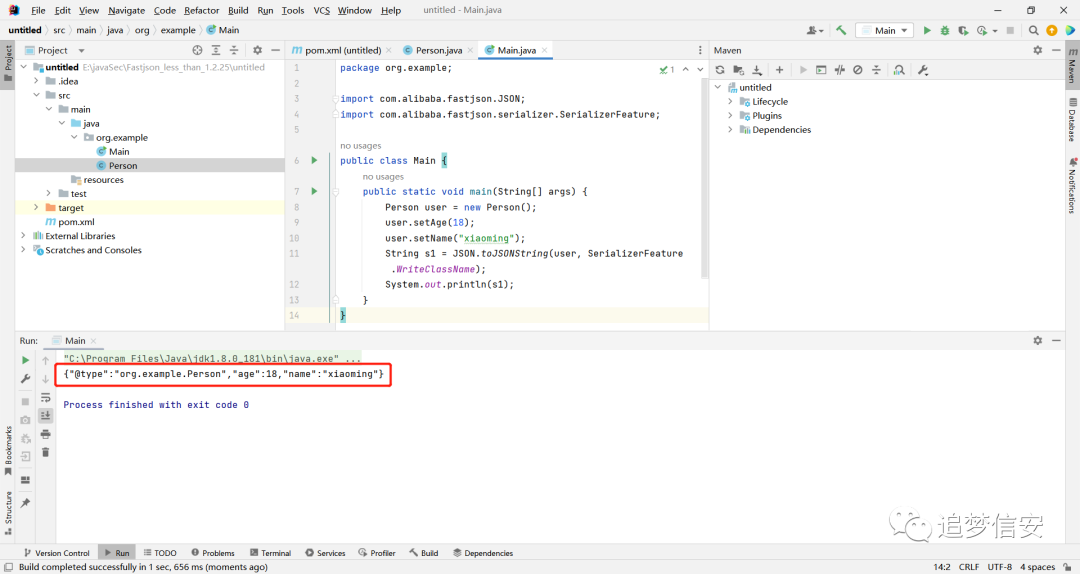 File Edit View Navigate Code Refactor Build Run Tools VCS Window Help untitled - Main.java
untitled src main java org example Main
Main
Project
pom.xml (untitled) Person.java Main.java
Maven
untitled E:\javaSec\Fastjson_less_than_1.2.25\untitled
.idea
src
main
java
org.example
Main
Person
resources
test
target
pom.xml
External Libraries
Scratches and Consoles
1 package org.example;
2
3 import com.alibaba.fastjson.JSON;
4 import com.alibaba.fastjson.serializer.SerializerFeature;
5
no usages
6 public class Main {
no usages
7 public static void main(String[] args) {
8 Person user = new Person();
9 user.setAge(18);
10 user.setName("xiaoming");
11 String s1 = JSON.toJSONString(user, SerializerFeature
.WriteClassName);
12 System.out.println(s1);
13 }
14 }
1
untitled
Lifecycle
Plugins
Dependencies
Project
Bookmarks
Structure
Maven
Database
Notifications
Run: Main
"C:\Program Files\Java\jdk1.8.0_181\bin\java.exe" ...
{"@type":"org.example.Person","age":18,"name":"xiaoming"}
Process finished with exit code 0
追梦信安
Version Control Run TODO Problems Terminal Services Profiler Build Dependencies
Build completed successfully in 1 sec, 656 ms (moments ago) 14:2 CRLF UTF-8 4 spaces